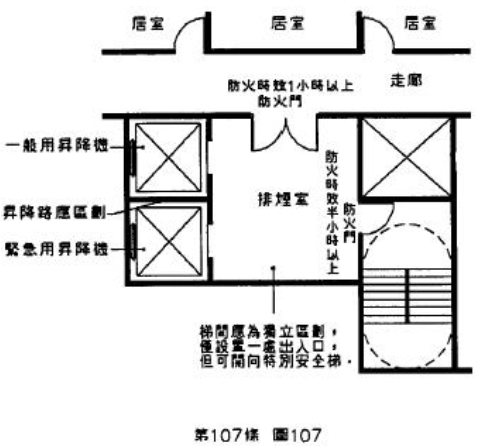 居室
居室
居室
防火時效1小時以上
防火門
走廊
一般用昇降機
昇降路應區劃
緊急用昇降機
排煙室
防火時效半小時以上
防火門
梯間應為獨立區劃，
僅設置一處出入口，
但可開向特別安全梯。
第107條 圖107